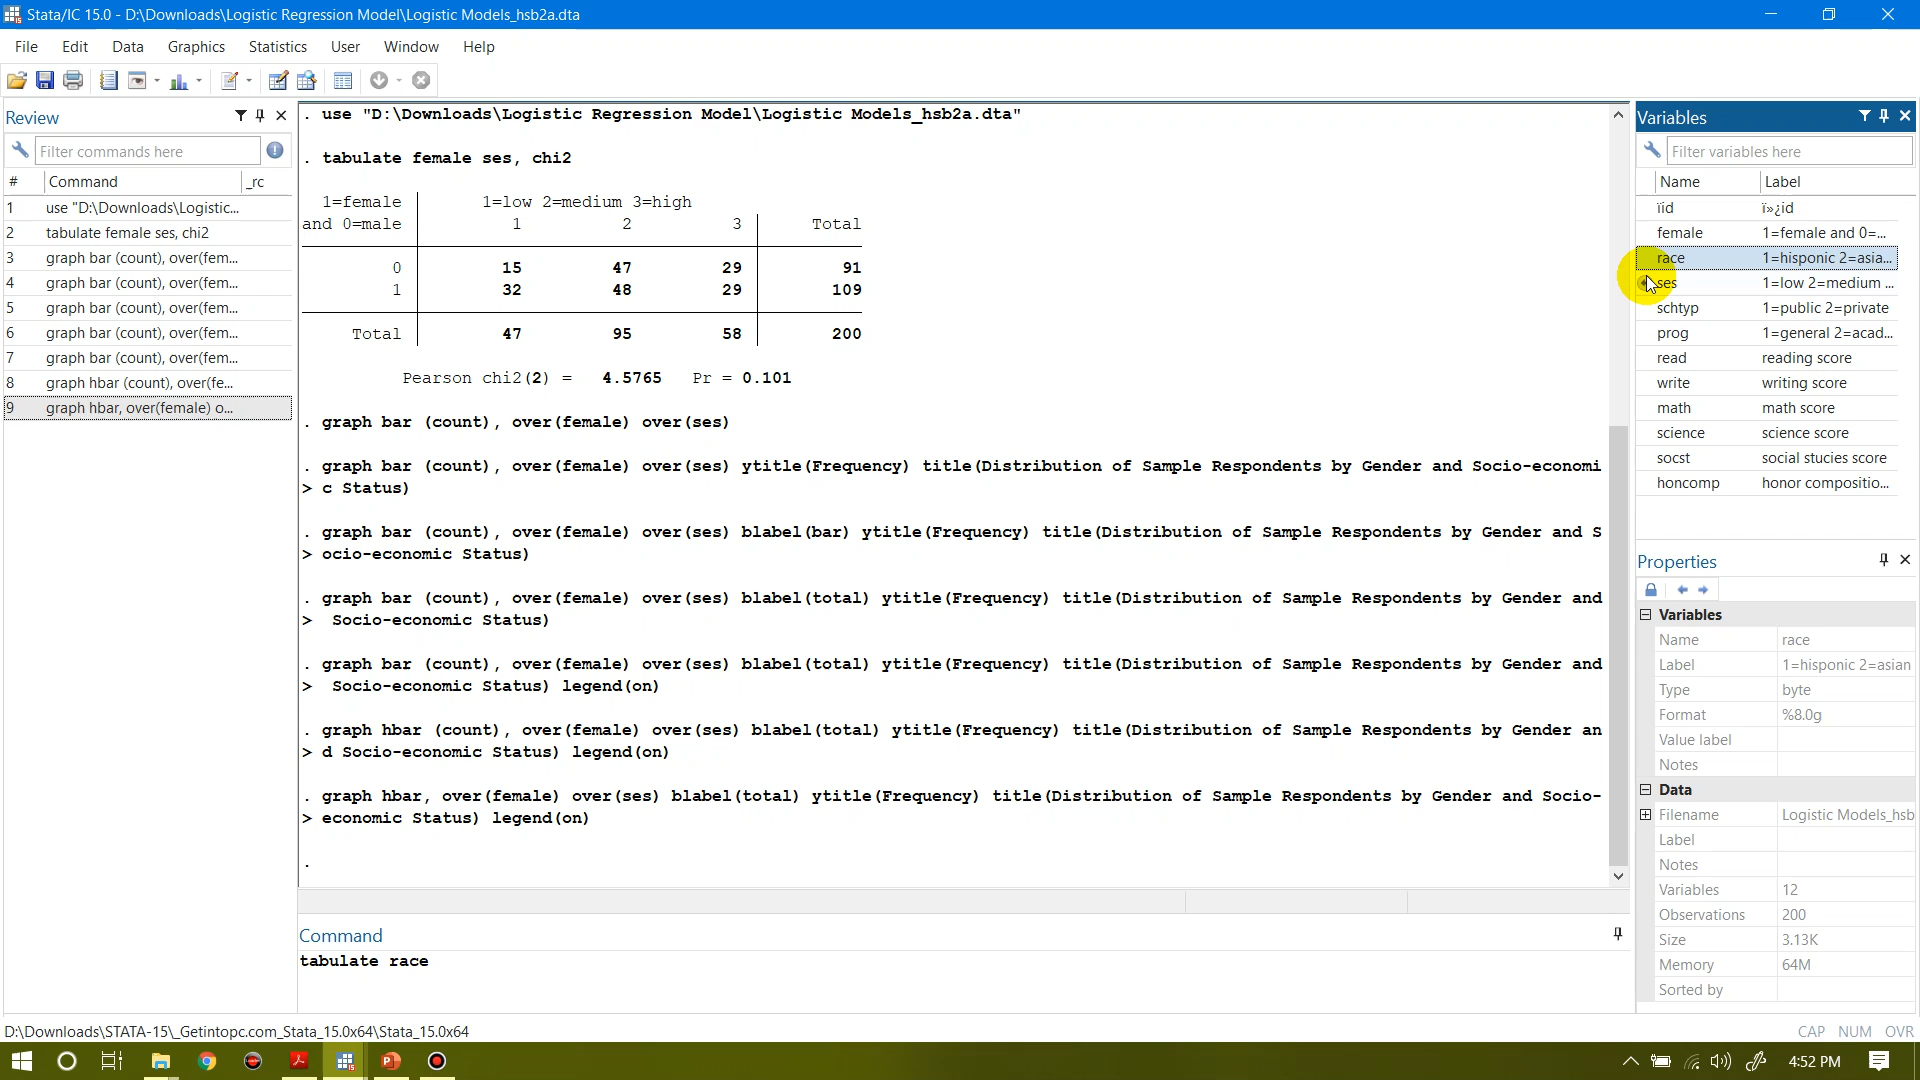 Stata/IC 15.0 - D:\Downloads\Logistic Regression Model\Logistic Models_hsb2a.dta
File Edit Data Graphics Statistics User Window Help
Review
Filter commands here
# Command _rc
1 use "D:\Downloads\Logistic...
2 tabulate female ses, chi2
3 graph bar (count), over(fem...
4 graph bar (count), over(fem...
5 graph bar (count), over(fem...
6 graph bar (count), over(fem...
7 graph bar (count), over(fem...
8 graph hbar (count), over(fe...
9 graph hbar, over(female) o...
. use "D:\Downloads\Logistic Regression Model\Logistic Models_hsb2a.dta"
. tabulate female ses, chi2
1=female 1=low 2=medium 3=high
and 0=male 1 2 3 Total
0 15 47 29 91
1 32 48 29 109
Total 47 95 58 200
Pearson chi2(2) = 4.5765 Pr = 0.101
. graph bar (count), over(female) over(ses)
. graph bar (count), over(female) over(ses) ytitle(Frequency) title(Distribution of Sample Respondents by Gender and Socio-economi
> c Status)
. graph bar (count), over(female) over(ses) blabel(bar) ytitle(Frequency) title(Distribution of Sample Respondents by Gender and S
> ocio-economic Status)
. graph bar (count), over(female) over(ses) blabel(total) ytitle(Frequency) title(Distribution of Sample Respondents by Gender and
> Socio-economic Status)
. graph bar (count), over(female) over(ses) blabel(total) ytitle(Frequency) title(Distribution of Sample Respondents by Gender and
> Socio-economic Status) legend(on)
. graph hbar (count), over(female) over(ses) blabel(total) ytitle(Frequency) title(Distribution of Sample Respondents by Gender an
> d Socio-economic Status) legend(on)
. graph hbar, over(female) over(ses) blabel(total) ytitle(Frequency) title(Distribution of Sample Respondents by Gender and Socio-
> economic Status) legend(on)
.
Command
tabulate race
Variables
Filter variables here
Name Label
ïid ï»¿id
female 1=female and 0=...
race 1=hisponic 2=asia...
ses 1=low 2=medium ...
schtyp 1=public 2=private
prog 1=general 2=acad...
read reading score
write writing score
math math score
science science score
socst social stucies score
honcomp honor compositio...
Properties
Variables
Name race
Label 1=hisponic 2=asian
Type byte
Format %8.0g
Value label
Notes
Data
Filename Logistic Models_hsb
Label
Notes
Variables 12
Observations 200
Size 3.13K
Memory 64M
Sorted by
D:\Downloads\STATA-15\_Getintopc.com_Stata_15.0x64\Stata_15.0x64
CAP NUM OVR
4:52 PM